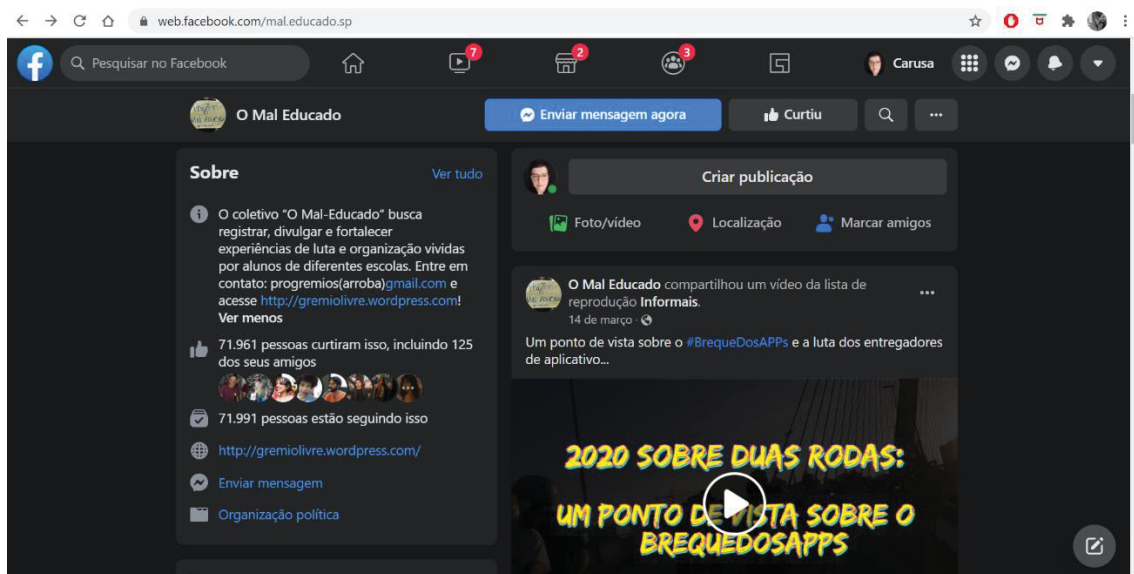 web.facebook.com/mal.educado.sp
Pesquisar no Facebook
7
2
3
Carusa
O Mal Educado
Enviar mensagem agora
Curtiu
Sobre
Ver tudo
O coletivo "O Mal-Educado" busca
registrar, divulgar e fortalecer
experiências de luta e organização vividas
por alunos de diferentes escolas. Entre em
contato: progremios(arroba)gmail.com e
acesse http://gremiolivre.wordpress.com!
Ver menos
71.961 pessoas curtiram isso, incluindo 125
dos seus amigos
71.991 pessoas estão seguindo isso
http://gremiolivre.wordpress.com/
Enviar mensagem
Organização política
Criar publicação
Foto/vídeo
Localização
Marcar amigos
O Mal Educado compartilhou um vídeo da lista de
reprodução Informais.
14 de março ·
Um ponto de vista sobre o #BrequeDosAPPs e a luta dos entregadores
de aplicativo...
2020 SOBRE DUAS RODAS:
UM PONTO DE VISTA SOBRE O
BREQUEDOSAPPS